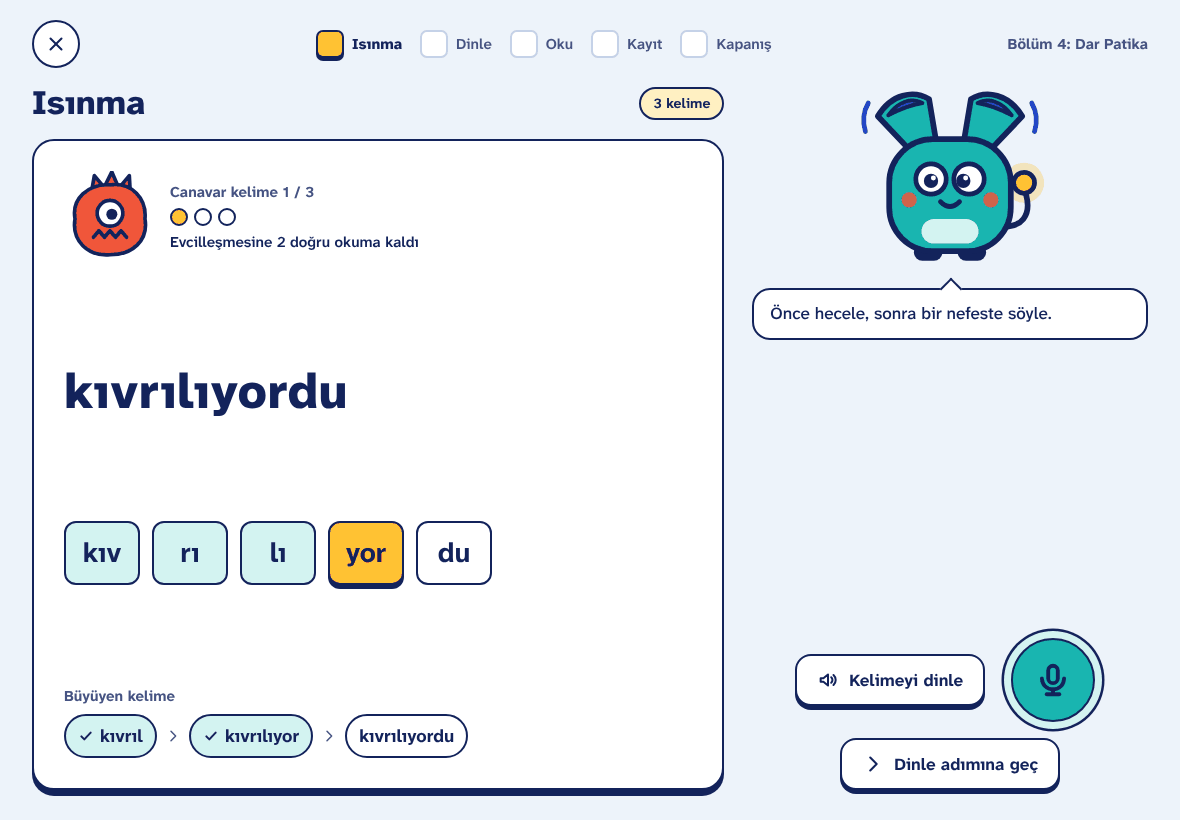 Isınma
Dinle
Oku
Kayıt
Kapanış
Bölüm 4: Dar Patika
Isınma
3 kelime
Canavar kelime 1 / 3
Evcilleşmesine 2 doğru okuma kaldı
Önce hecele, sonra bir nefeste söyle.
kıvrılıyordu
kıv rı lı yor du
Büyüyen kelime
kıvrıl > kıvrılıyor > kıvrılıyordu
Kelimeyi dinle
Dinle adımına geç